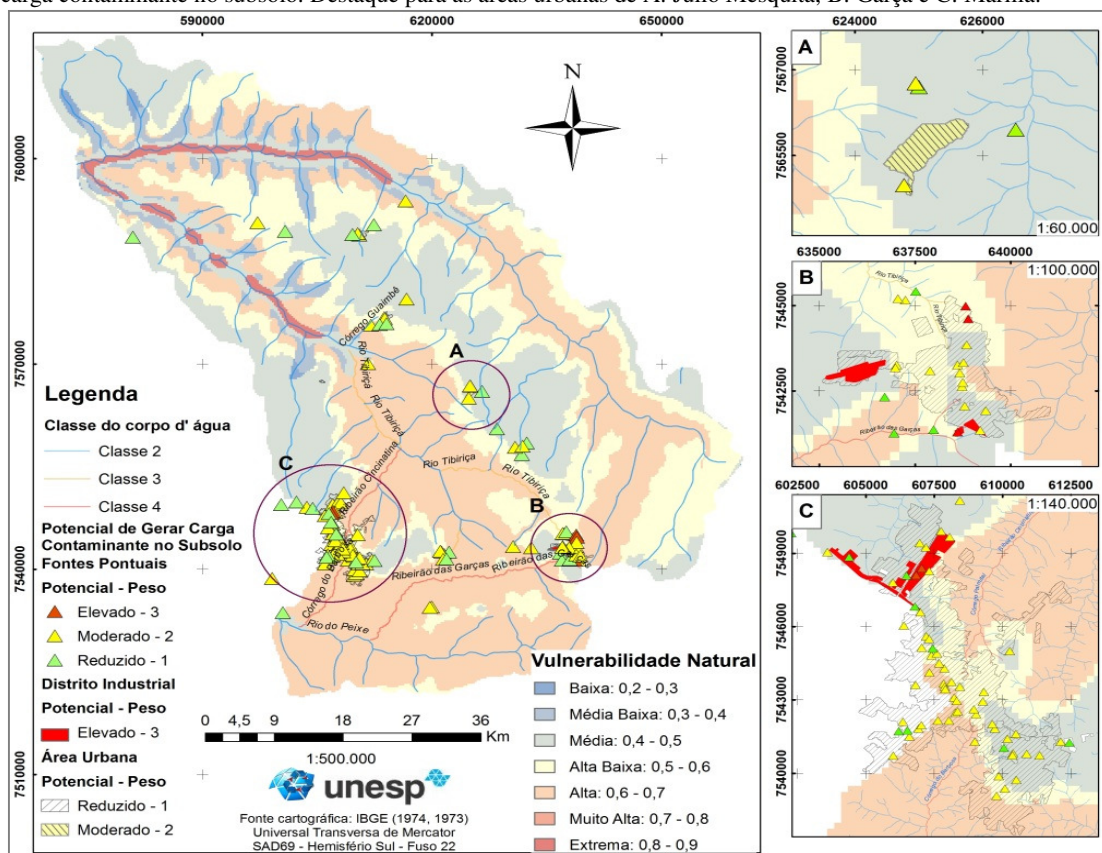 carga contaminante no subsolo. Destaque para as áreas urbanas de A. Júlio Mesquita, B. Garça e C. Marília.
590000
620000
650000
7600000
7570000
7540000
7510000
N
Córrego Guaimbê
Rio Tibiriçá
Rio Tibiriçá
Rio Tibiriça
Rio Tibiriçá
Ribeirão Cincinatina
Ribeirão das Garças
Ribeirão das
Córrego do
Rio do Peixe
A
B
C
Legenda
Classe do corpo d' água
Classe 2
Classe 3
Classe 4
Potencial de Gerar Carga
Contaminante no Subsolo
Fontes Pontuais
Potencial - Peso
Elevado - 3
Moderado - 2
Reduzido - 1
Distrito Industrial
Potencial - Peso
Elevado - 3
Área Urbana
Potencial - Peso
Reduzido - 1
Moderado - 2
0 4,5 9 18 27 36
Km
1:500.000
unesp
Fonte cartográfica: IBGE (1974, 1973)
Universal Transversa de Mercator
SAD69 - Hemisfério Sul - Fuso 22
Vulnerabilidade Natural
Baixa: 0,2 - 0,3
Média Baixa: 0,3 - 0,4
Média: 0,4 - 0,5
Alta Baixa: 0,5 - 0,6
Alta: 0,6 - 0,7
Muito Alta: 0,7 - 0,8
Extrema: 0,8 - 0,9
624000
626000
A
7567000
7565500
1:60.000
635000
637500
640000
B
1:100.000
7545000
7542500
Rio Tibiriça
Rio Tibiriçá
Ribeirão das Garças
602500
605000
607500
610000
612500
C
1:140.000
7549000
7546000
7543000
7540000